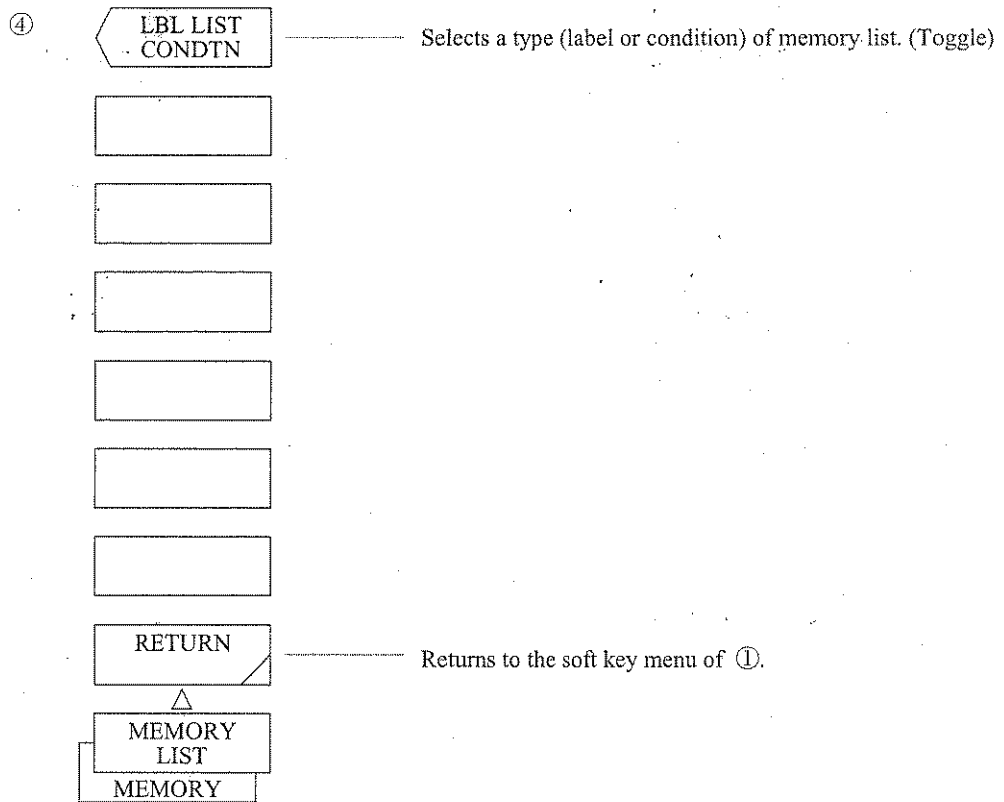 ④
LBL LIST
CONDTN
Selects a type (label or condition) of memory list. (Toggle)
RETURN
Returns to the soft key menu of ①.
MEMORY
LIST
MEMORY